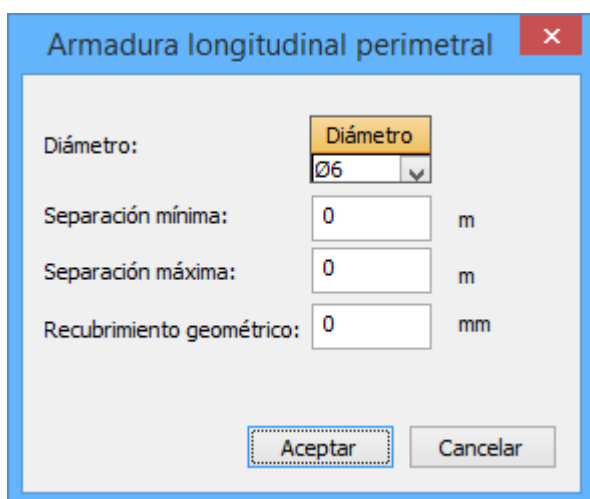 Armadura longitudinal perimetral
Diámetro
Diámetro: Ø6
Separación mínima: 0 m
Separación máxima: 0 m
Recubrimiento geométrico: 0 mm
Aceptar Cancelar